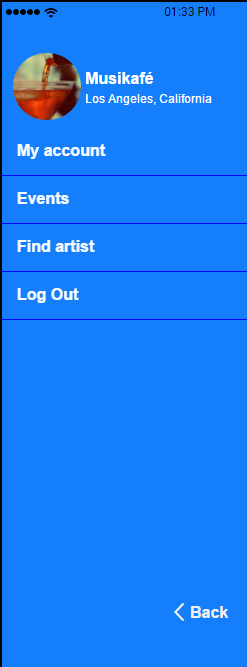 01:33 PM
Musikafé
Los Angeles, California
My account
Events
Find artist
Log Out
Back